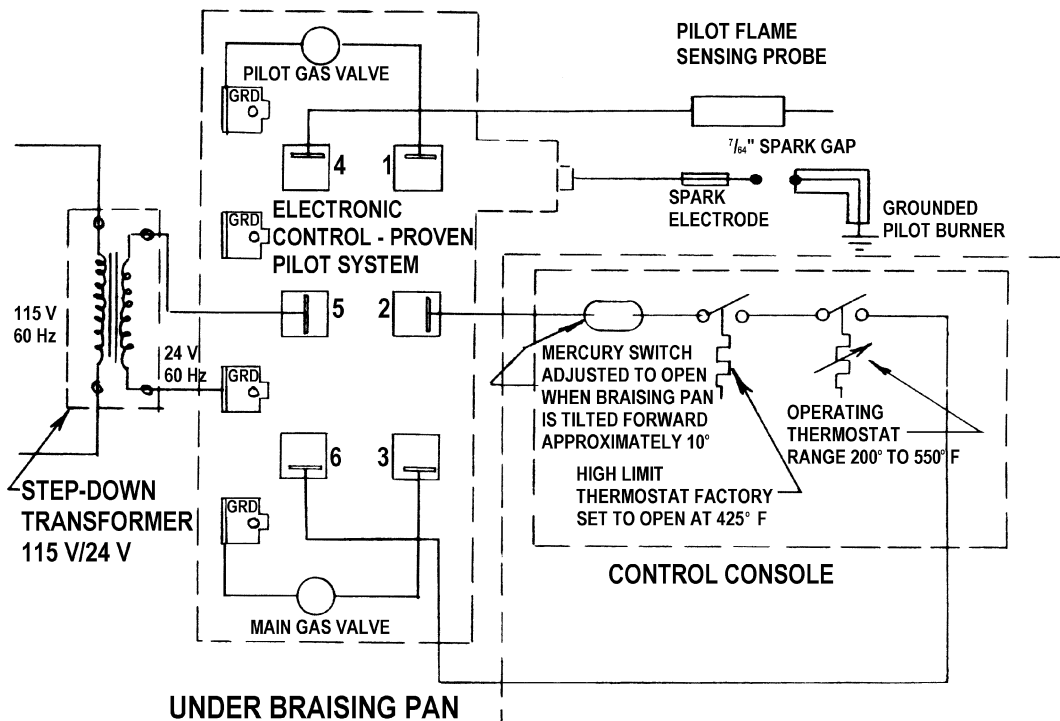 PILOT FLAME
SENSING PROBE
PILOT GAS VALVE
GRD
4
1
7/64" SPARK GAP
SPARK
ELECTRODE
GROUNDED
PILOT BURNER
GRD
ELECTRONIC
CONTROL - PROVEN
PILOT SYSTEM
5
2
115 V
60 Hz
24 V
60 Hz
GRD
MERCURY SWITCH
ADJUSTED TO OPEN
WHEN BRAISING PAN
IS TILTED FORWARD
APPROXIMATELY 10°
OPERATING
THERMOSTAT
RANGE 200° TO 550° F
HIGH LIMIT
THERMOSTAT FACTORY
SET TO OPEN AT 425° F
6
3
GRD
STEP-DOWN
TRANSFORMER
115 V/24 V
CONTROL CONSOLE
MAIN GAS VALVE
UNDER BRAISING PAN